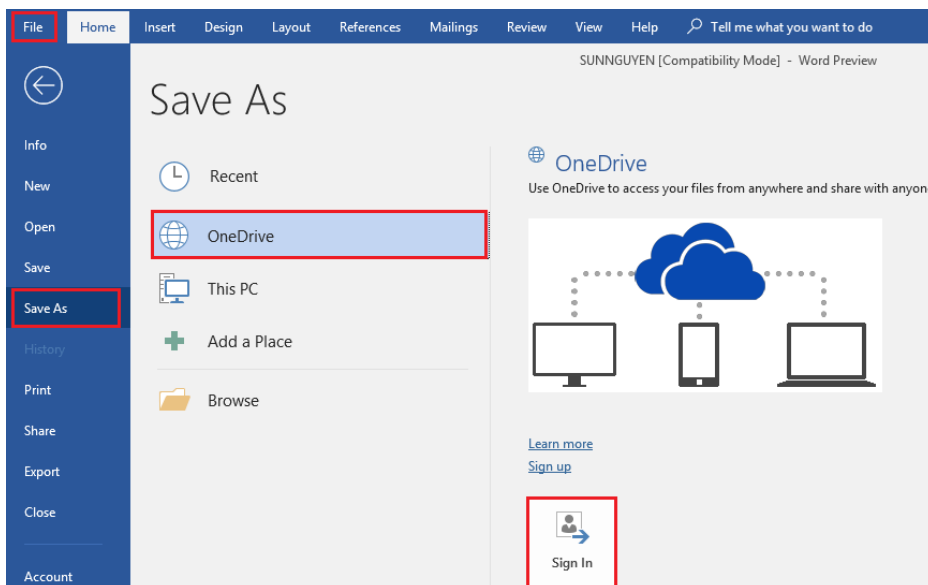 File Home Insert Design Layout References Mailings Review View Help Tell me what you want to do
SUNNGUYEN [Compatibility Mode] - Word Preview
Save As
Info
New
Open
Save
Save As
History
Print
Share
Export
Close
Account
Recent
OneDrive
This PC
Add a Place
Browse
OneDrive
Use OneDrive to access your files from anywhere and share with anyon
Learn more
Sign up
Sign In